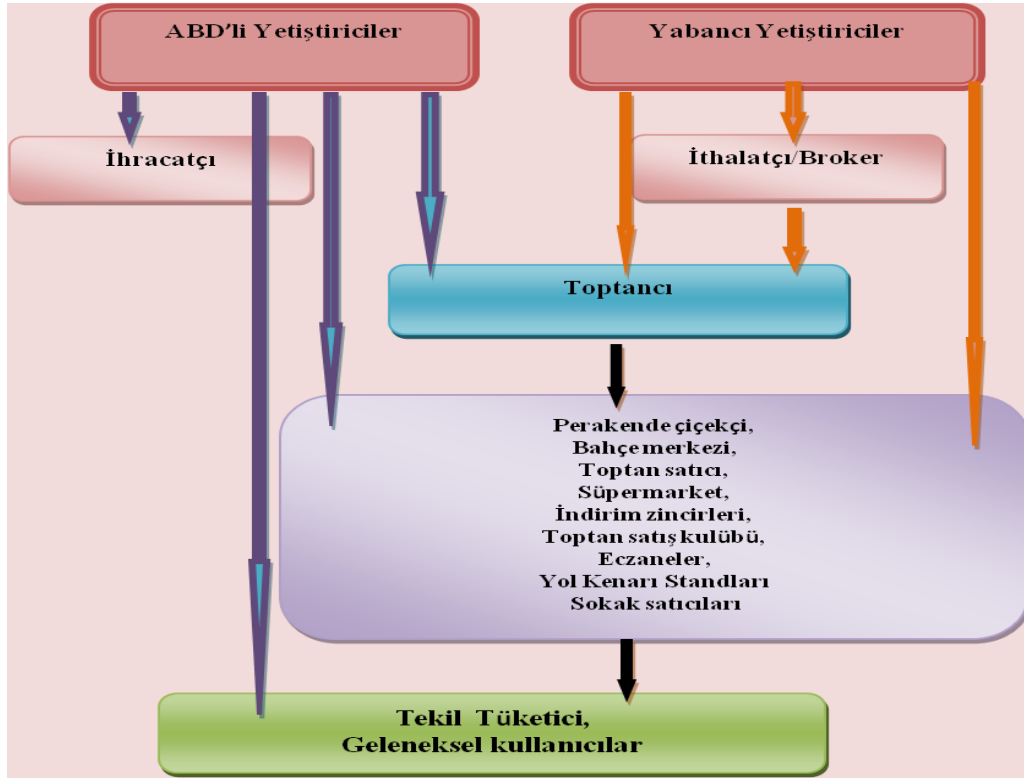 ABD'li Yetiştiriciler
Yabancı Yetiştiriciler
İhracatçı
İthalatçı/Broker
Toptancı
Perakende çiçekçi,
Bahçe merkezi,
Toptan satıcı,
Süpermarket,
İndirim zincirleri,
Toptan satış kulübü,
Eczaneler,
Yol Kenarı Standları
Sokak satıcıları
Tekil Tüketici,
Geleneksel kullanıcılar